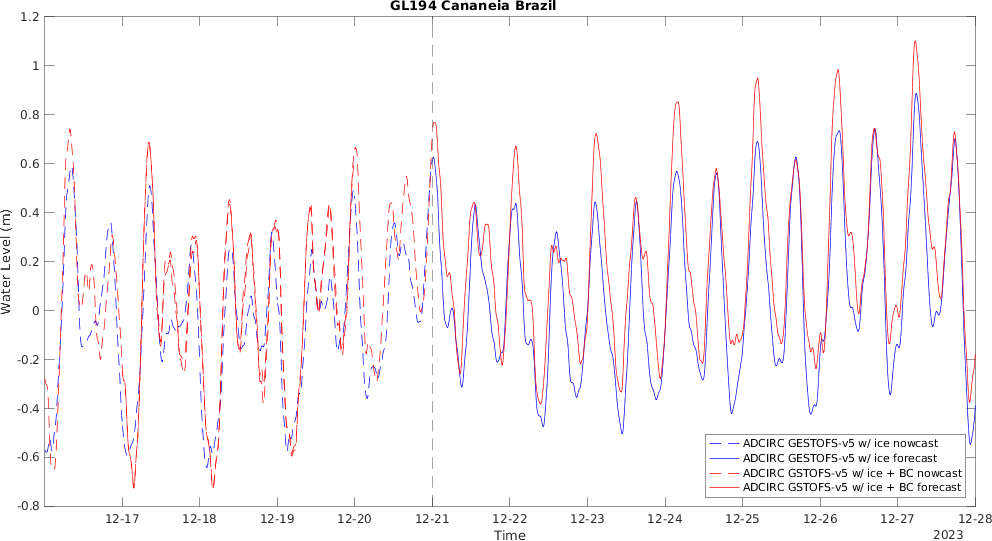 GL194 Cananeia Brazil
1.2
1
0.8
0.6
0.4
0.2
0
-0.2
-0.4
-0.6
-0.8
Water Level (m)
ADCIRC GESTOFS-v5 w/ ice nowcast
ADCIRC GESTOFS-v5 w/ ice forecast
ADCIRC GSTOFS-v5 w/ ice + BC nowcast
ADCIRC GSTOFS-v5 w/ ice + BC forecast
12-17 12-18 12-19 12-20 12-21 12-22 12-23 12-24 12-25 12-26 12-27 12-28
Time
2023